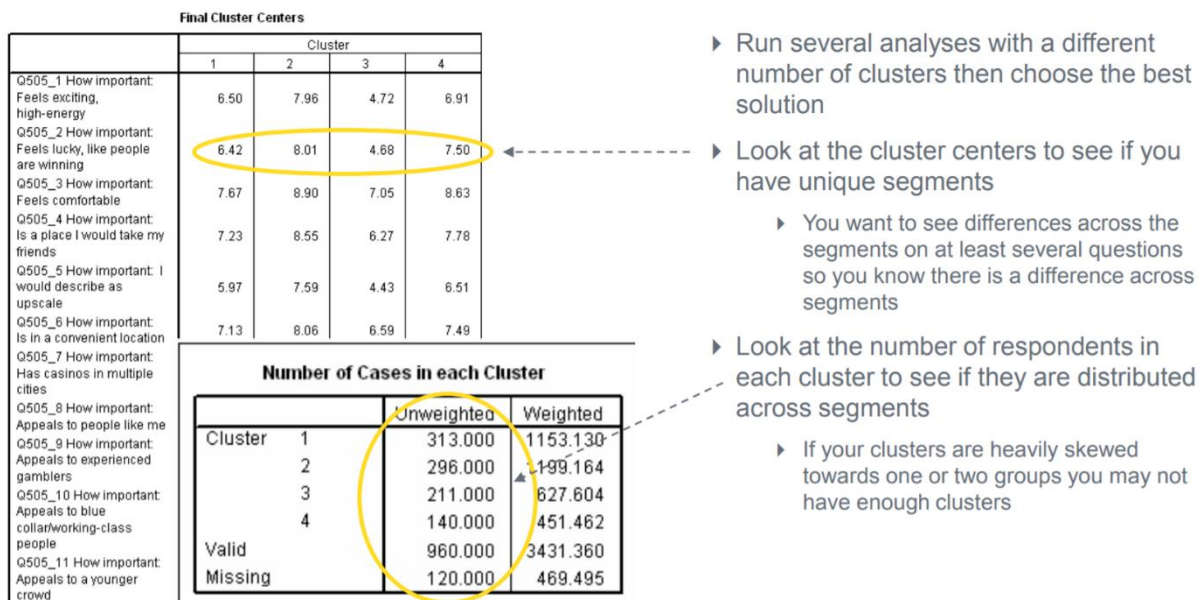 Final Cluster Centers
Cluster
1 2 3 4
Q505_1 How important:
Feels exciting,
high-energy
6.50 7.96 4.72 6.91
Q505_2 How important:
Feels lucky, like people
are winning
6.42 8.01 4.68 7.50
Q505_3 How important:
Feels comfortable
7.67 8.90 7.05 8.63
Q505_4 How important:
Is a place I would take my
friends
7.23 8.55 6.27 7.78
Q505_5 How important: I
would describe as
upscale
5.97 7.59 4.43 6.51
Q505_6 How important:
Is in a convenient location
7.13 8.06 6.59 7.49
Q505_7 How important:
Has casinos in multiple
cities
Q505_8 How important:
Appeals to people like me
Q505_9 How important:
Appeals to experienced
gamblers
Q505_10 How important:
Appeals to blue
collar/working-class
people
Q505_11 How important:
Appeals to a younger
crowd
Number of Cases in each Cluster
Unweighted Weighted
Cluster 1 313.000 1153.130
2 296.000 1199.164
3 211.000 627.604
4 140.000 451.462
Valid 960.000 3431.360
Missing 120.000 469.495
Run several analyses with a different
number of clusters then choose the best
solution
Look at the cluster centers to see if you
have unique segments
You want to see differences across the
segments on at least several questions
so you know there is a difference across
segments
Look at the number of respondents in
each cluster to see if they are distributed
across segments
If your clusters are heavily skewed
towards one or two groups you may not
have enough clusters